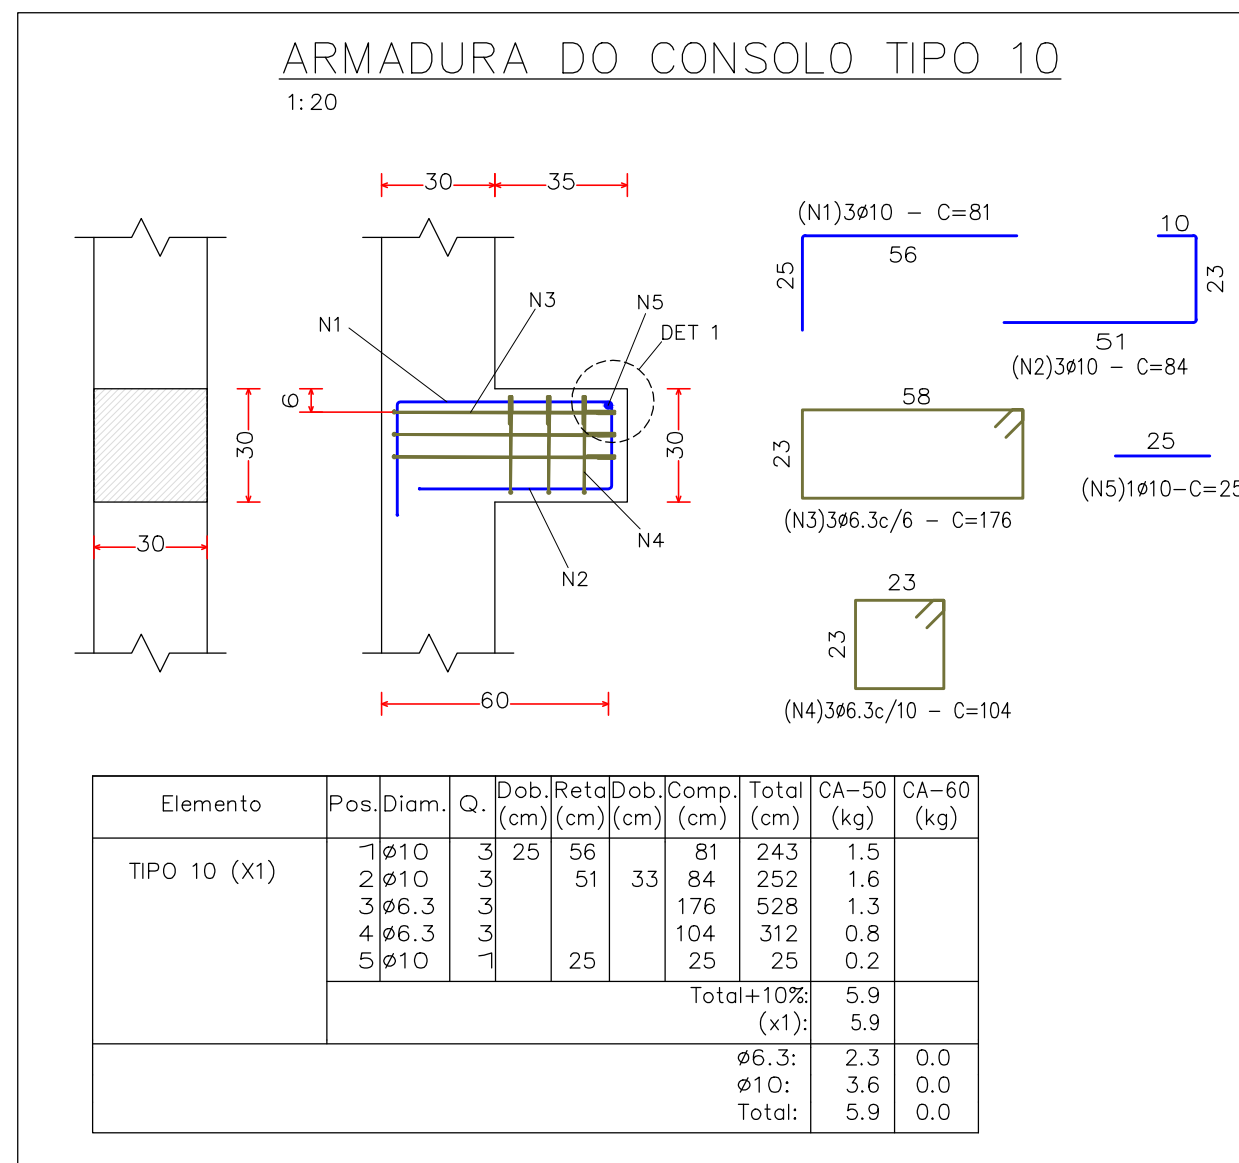 ARMADURA DO CONSOLO TIPO 10
1:20
30
35
N1
N3
N5
DET 1
6
30
30
30
N4
N2
60
(N1)3ø10 – C=81
25
56
10
23
51
(N2)3ø10 – C=84
58
23
(N3)3ø6.3c/6 – C=176
25
(N5)1ø10–C=25
23
23
(N4)3ø6.3c/10 – C=104
Elemento Pos. Diam. Q. Dob. (cm) Reta (cm) Dob. (cm) Comp. (cm) Total (cm) CA–50 (kg) CA–60 (kg)
TIPO 10 (X1)
1 ø10 3 25 56 81 243 1.5
2 ø10 3 51 33 84 252 1.6
3 ø6.3 3 176 528 1.3
4 ø6.3 3 104 312 0.8
5 ø10 1 25 25 25 0.2
Total+10%: 5.9
(x1): 5.9
ø6.3: 2.3 0.0
ø10: 3.6 0.0
Total: 5.9 0.0